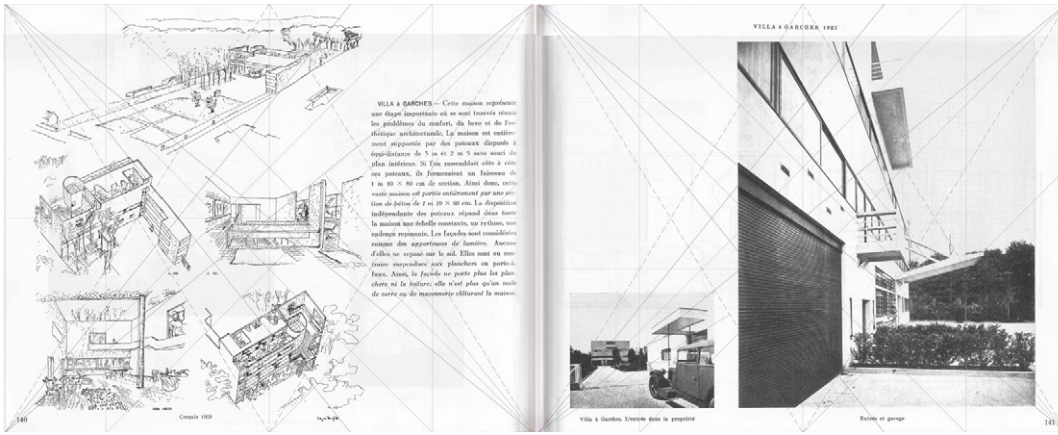 VILLA à GARCHES.— Cette maison représente
une étape importante où se sont trouvés réunis
les problèmes du confort, du luxe et de l'es-
thétique architecturale. La maison est entière-
ment supportée par des poteaux disposés à
équi-distance de 5 m et 2 m 5 sans souci du
plan intérieur. Si l'on rassemblait côte à côte
ces poteaux, ils formeraient un faisceau de
1 m 10 × 80 cm de section. Ainsi donc, cette
vaste maison est portée entièrement par une sec-
tion de béton de 1 m 10 × 80 cm. La disposition
indépendante des poteaux répand dans toute
la maison une échelle constante, un rythme, une
cadence reposante. Les façades sont considérées
comme des apporteuses de lumière. Aucune
d'elles ne repose sur le sol. Elles sont au con-
traire suspendues aux planchers en porte-à-
faux. Ainsi, la façade ne porte plus les plan-
chers ni la toiture; elle n'est plus qu'un voile
de verre ou de maçonnerie clôturant la maison.
Croquis 1926
140
VILLA à GARCHES 1927
Villa à Garches. L'entrée dans la propriété
Entrée et garage
141